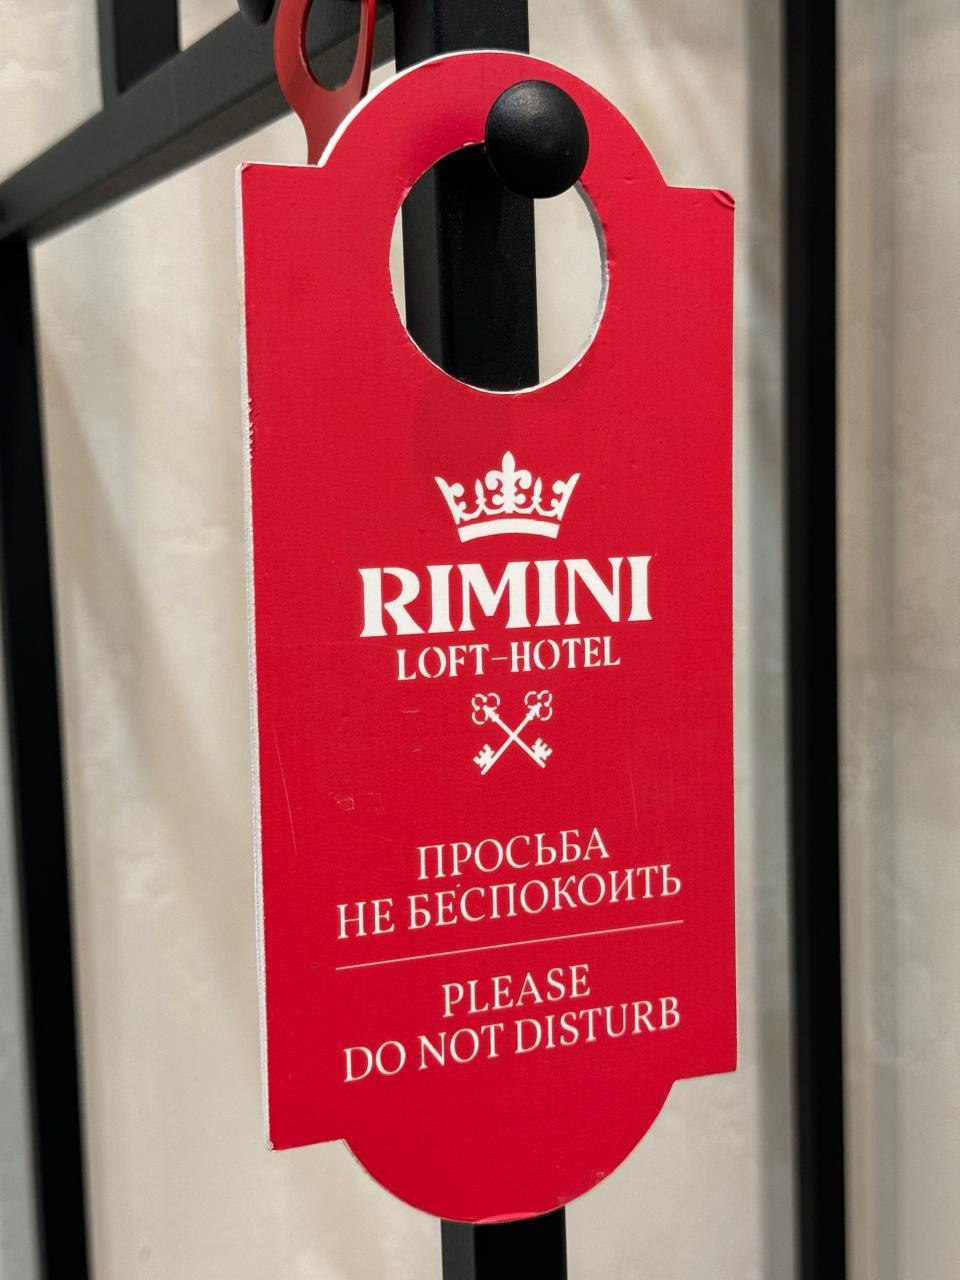 RIMINI
LOFT-HOTEL
ПРОСЬБА
НЕ БЕСПОКОИТЬ
PLEASE
DO NOT DISTURB